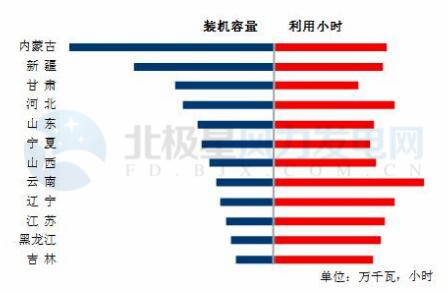 装机容量 利用小时
内蒙古
新疆
甘肃
河北
山东
宁夏
山西
云南
辽宁
江苏
黑龙江
吉林
北极星风力发电网
FD.BJX.COM.CN
单位：万千瓦，小时